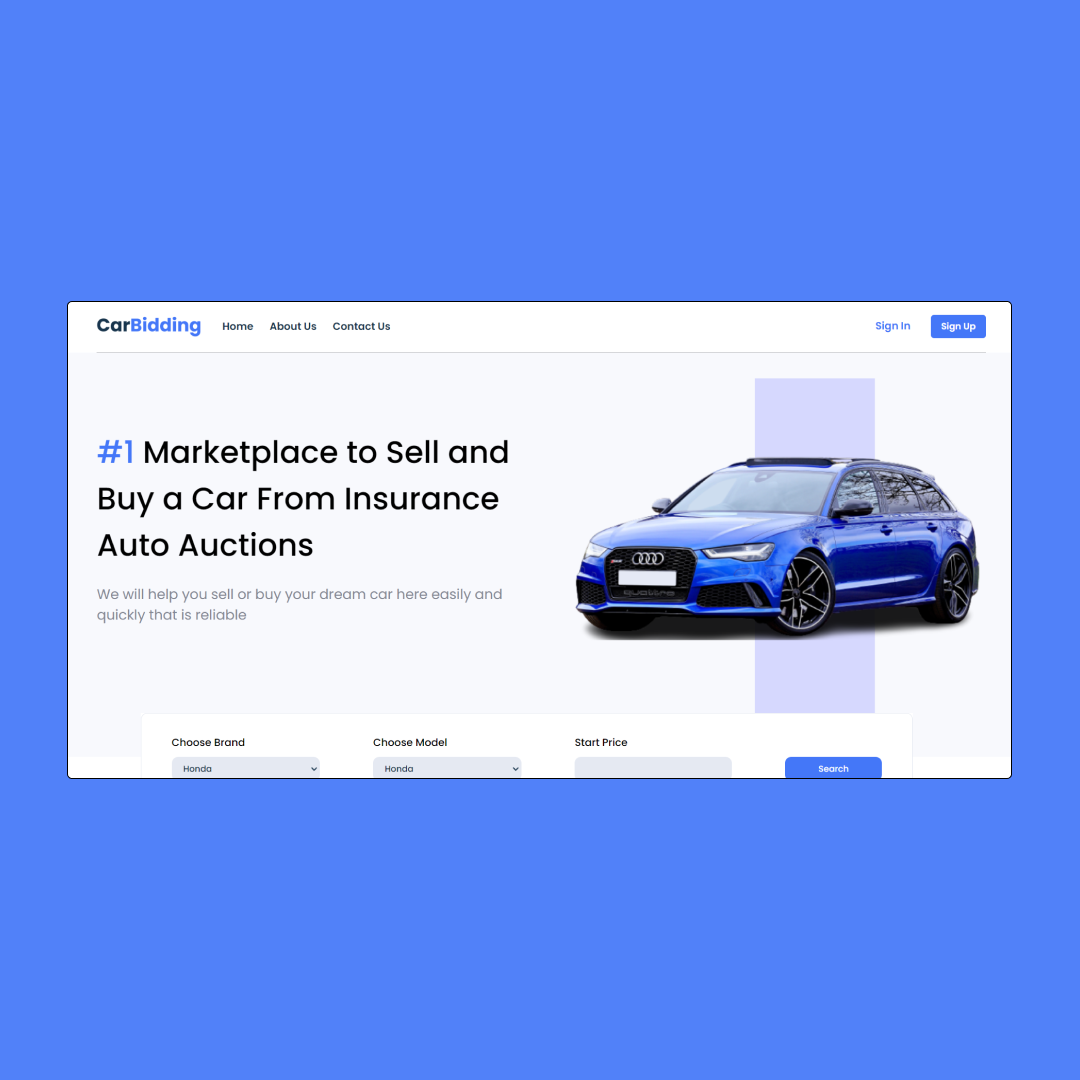 CarBidding Home About Us Contact Us Sign In Sign Up
#1 Marketplace to Sell and
Buy a Car From Insurance
Auto Auctions
We will help you sell or buy your dream car here easily and
quickly that is reliable
quattro
Choose Brand Choose Model Start Price
Honda Honda Search